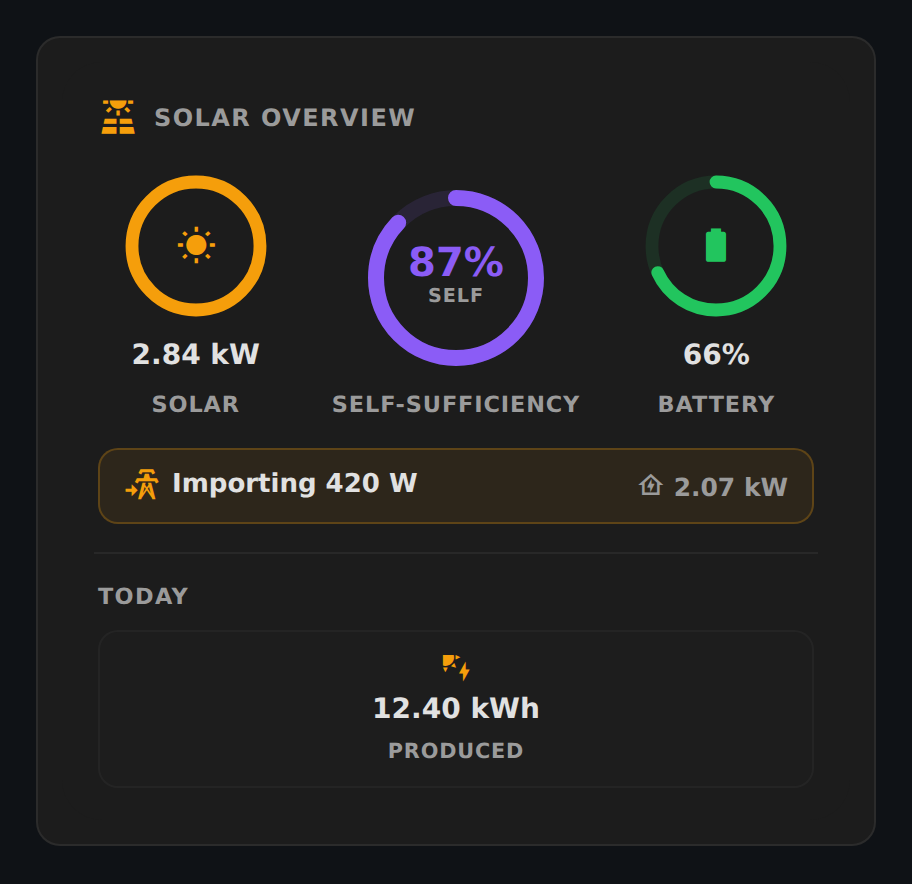 SOLAR OVERVIEW
87%
SELF
2.84 kW
66%
SOLAR
SELF-SUFFICIENCY
BATTERY
Importing 420 W
2.07 kW
TODAY
12.40 kWh
PRODUCED